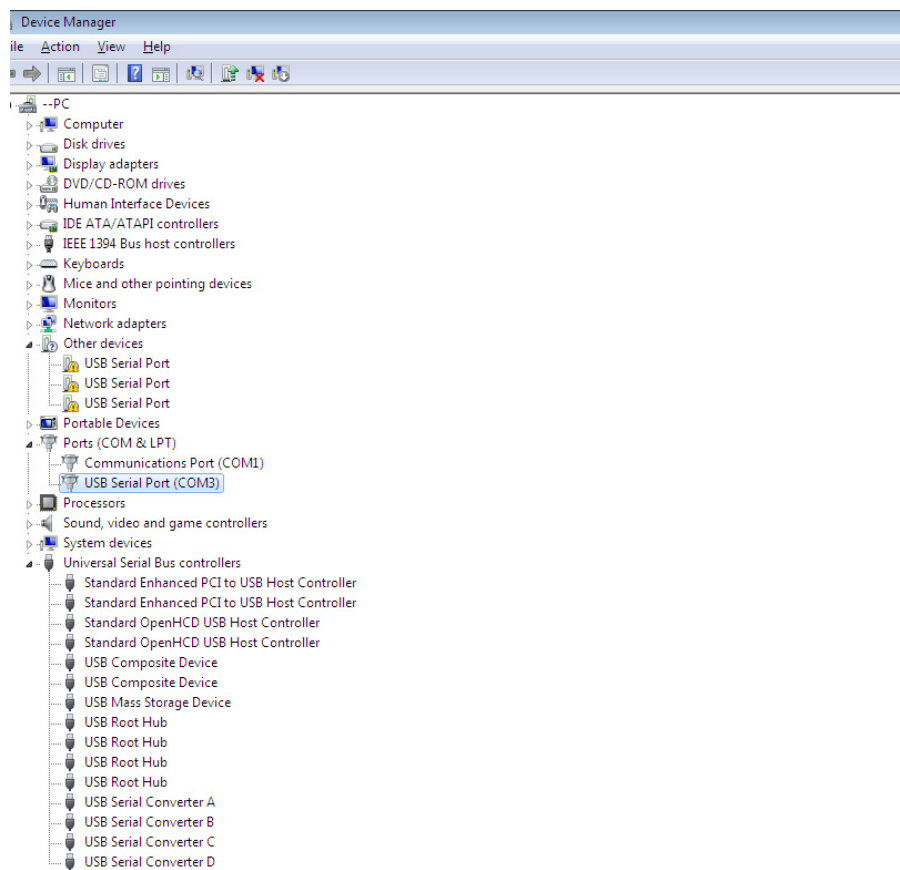 Device Manager
ile Action View Help
--PC
Computer
Disk drives
Display adapters
DVD/CD-ROM drives
Human Interface Devices
IDE ATA/ATAPI controllers
IEEE 1394 Bus host controllers
Keyboards
Mice and other pointing devices
Monitors
Network adapters
Other devices
USB Serial Port
USB Serial Port
USB Serial Port
Portable Devices
Ports (COM & LPT)
Communications Port (COM1)
USB Serial Port (COM3)
Processors
Sound, video and game controllers
System devices
Universal Serial Bus controllers
Standard Enhanced PCI to USB Host Controller
Standard Enhanced PCI to USB Host Controller
Standard OpenHCD USB Host Controller
Standard OpenHCD USB Host Controller
USB Composite Device
USB Composite Device
USB Mass Storage Device
USB Root Hub
USB Root Hub
USB Root Hub
USB Root Hub
USB Serial Converter A
USB Serial Converter B
USB Serial Converter C
USB Serial Converter D